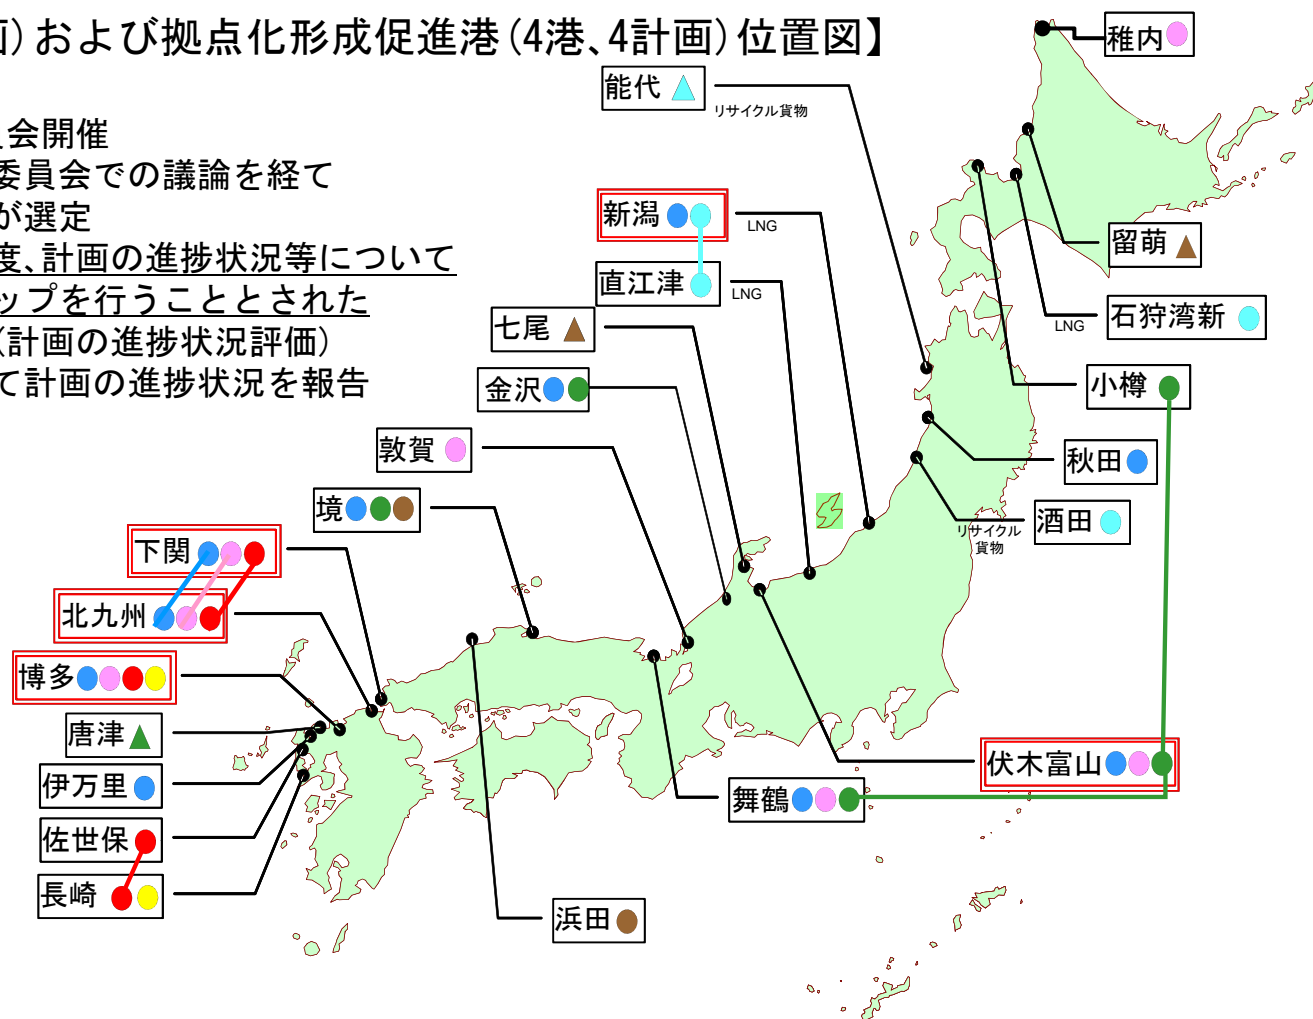 画)および拠点化形成促進港(4港、4計画)位置図】
会開催
委員会での議論を経て
が選定
度、計画の進捗状況等について
ップを行うこととされた
(計画の進捗状況評価)
て計画の進捗状況を報告
稚内
能代
リサイクル貨物
新潟
LNG
直江津
LNG
留萌
石狩湾新
LNG
七尾
小樽
金沢
敦賀
秋田
境
酒田
リサイクル
貨物
下関
北九州
博多
唐津
伊万里
佐世保
長崎
伏木富山
舞鶴
浜田